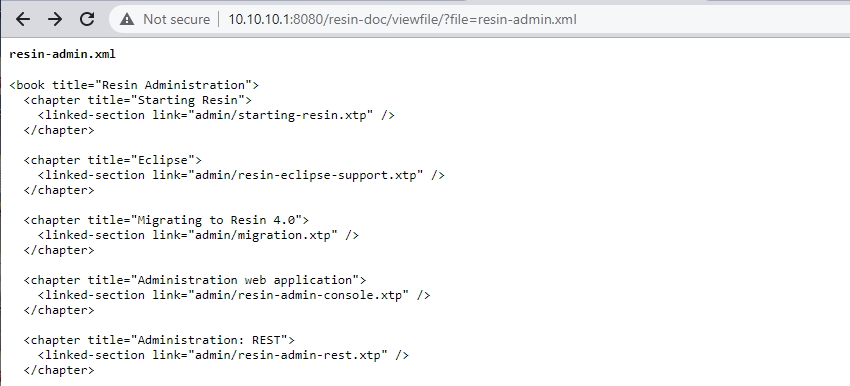 Not secure | 10.10.10.1:8080/resin-doc/viewfile/?file=resin-admin.xml
resin-admin.xml
<book title="Resin Administration">
<chapter title="Starting Resin">
<linked-section link="admin/starting-resin.xtp" />
</chapter>
<chapter title="Eclipse">
<linked-section link="admin/resin-eclipse-support.xtp" />
</chapter>
<chapter title="Migrating to Resin 4.0">
<linked-section link="admin/migration.xtp" />
</chapter>
<chapter title="Administration web application">
<linked-section link="admin/resin-admin-console.xtp" />
</chapter>
<chapter title="Administration: REST">
<linked-section link="admin/resin-admin-rest.xtp" />
</chapter>